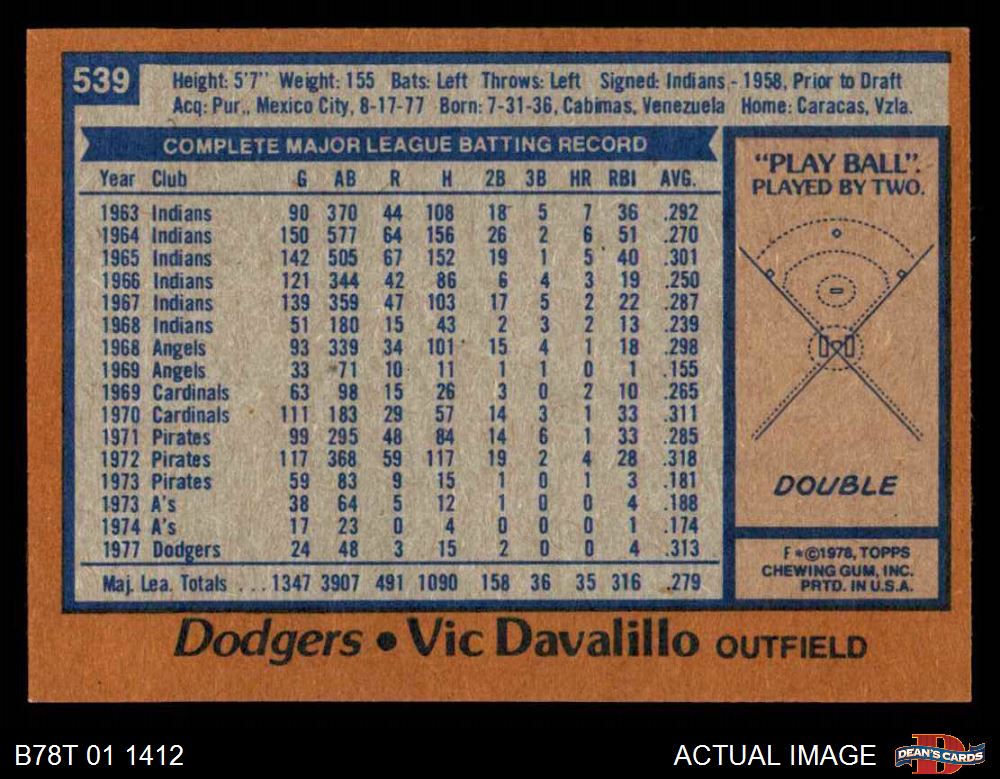 539
Height: 5'7" Weight: 155 Bats: Left Throws: Left Signed: Indians - 1958, Prior to Draft
Acq: Pur., Mexico City, 8-17-77 Born: 7-31-36, Cabimas, Venezuela Home: Caracas, Vzla.
COMPLETE MAJOR LEAGUE BATTING RECORD
Year Club G AB R H 2B 3B HR RBI AVG.
1963 Indians 90 370 44 108 18 5 7 36 .292
1964 Indians 150 577 64 156 26 2 6 51 .270
1965 Indians 142 505 67 152 19 1 5 40 .301
1966 Indians 121 344 42 86 6 4 3 19 .250
1967 Indians 139 359 47 103 17 5 2 22 .287
1968 Indians 51 180 15 43 2 3 2 13 .239
1968 Angels 93 339 34 101 15 4 1 18 .298
1969 Angels 33 71 10 11 1 1 0 1 .155
1969 Cardinals 63 98 15 26 3 0 2 10 .265
1970 Cardinals 111 183 29 57 14 3 1 33 .311
1971 Pirates 99 295 48 84 14 6 1 33 .285
1972 Pirates 117 368 59 117 19 2 4 28 .318
1973 Pirates 59 83 9 15 1 0 1 3 .181
1973 A's 38 64 5 12 1 0 0 4 .188
1974 A's 17 23 0 4 0 0 0 1 .174
1977 Dodgers 24 48 3 15 2 0 0 4 .313
Maj. Lea. Totals ... 1347 3907 491 1090 158 36 35 316 .279
"PLAY BALL".
PLAYED BY TWO.
DOUBLE
F *©1978, TOPPS
CHEWING GUM, INC.
PRTD. IN U.S.A.
Dodgers • Vic Davalillo OUTFIELD
B78T 01 1412
ACTUAL IMAGE
DEAN'S CARDS